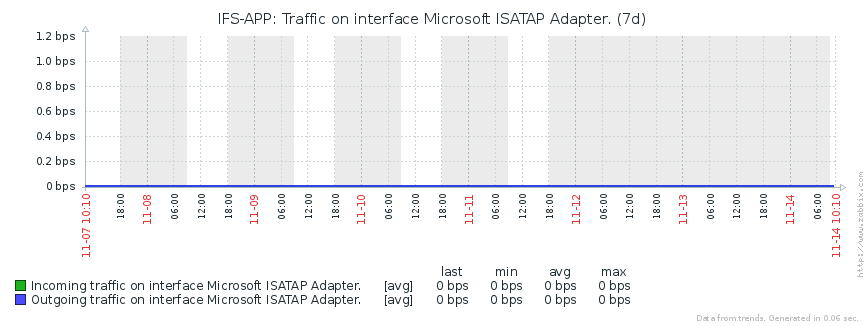 IFS-APP: Traffic on interface Microsoft ISATAP Adapter. (7d)
1.2 bps
1.0 bps
0.8 bps
0.6 bps
0.4 bps
0.2 bps
0 bps
11-07 10:10 18:00 11-08 06:00 12:00 18:00 11-09 06:00 12:00 18:00 11-10 06:00 12:00 18:00 11-11 06:00 12:00 18:00 11-12 06:00 12:00 18:00 11-13 06:00 12:00 18:00 11-14 06:00 11-14 10:10
last min avg max
Incoming traffic on interface Microsoft ISATAP Adapter. [avg] 0 bps 0 bps 0 bps 0 bps
Outgoing traffic on interface Microsoft ISATAP Adapter. [avg] 0 bps 0 bps 0 bps 0 bps
http://www.zabbix.com
Data from trends. Generated in 0.06 sec.